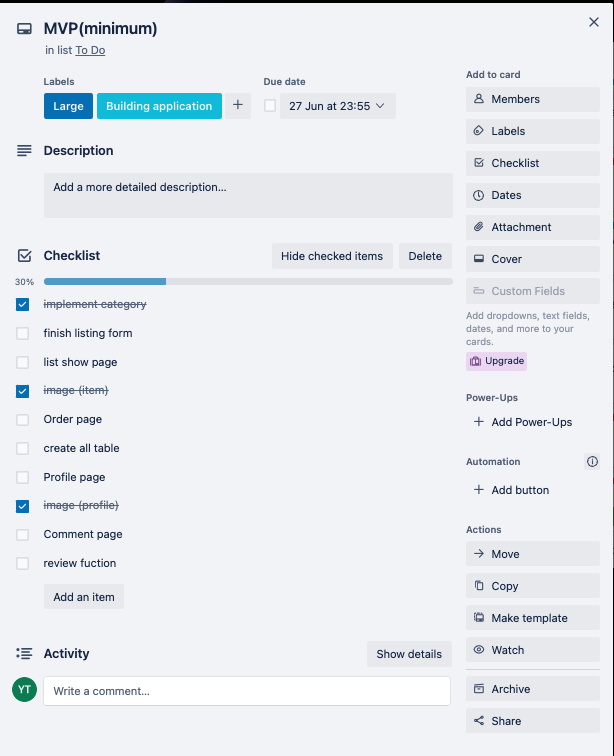 MVP(minimum)
in list To Do
Labels
Large
Building application
+
Due date
27 Jun at 23:55
Description
Add a more detailed description...
Checklist
Hide checked items
Delete
30%
implement category
finish listing form
list show page
image (item)
Order page
create all table
Profile page
image (profile)
Comment page
review fuction
Add an item
Activity
Show details
YT
Write a comment...
Add to card
Members
Labels
Checklist
Dates
Attachment
Cover
Custom Fields
Add dropdowns, text fields,
dates, and more to your
cards.
Upgrade
Power-Ups
+ Add Power-Ups
Automation
+ Add button
Actions
Move
Copy
Make template
Watch
Archive
Share